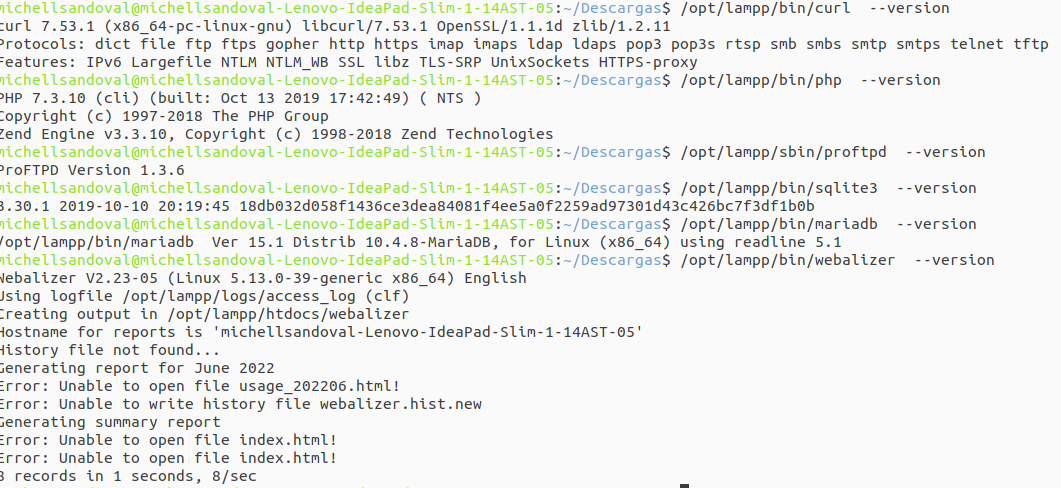 michellsandoval@michellsandoval-Lenovo-IdeaPad-Slim-1-14AST-05:~/Descargas$ /opt/lampp/bin/curl  --version
curl 7.53.1 (x86_64-pc-linux-gnu) libcurl/7.53.1 OpenSSL/1.1.1d zlib/1.2.11
Protocols: dict file ftp ftps gopher http https imap imaps ldap ldaps pop3 pop3s rtsp smb smbs smtp smtps telnet tftp
Features: IPv6 Largefile NTLM NTLM_WB SSL libz TLS-SRP UnixSockets HTTPS-proxy
michellsandoval@michellsandoval-Lenovo-IdeaPad-Slim-1-14AST-05:~/Descargas$ /opt/lampp/bin/php  --version
PHP 7.3.10 (cli) (built: Oct 13 2019 17:42:49) ( NTS )
Copyright (c) 1997-2018 The PHP Group
Zend Engine v3.3.10, Copyright (c) 1998-2018 Zend Technologies
michellsandoval@michellsandoval-Lenovo-IdeaPad-Slim-1-14AST-05:~/Descargas$ /opt/lampp/sbin/proftpd  --version
ProFTPD Version 1.3.6
michellsandoval@michellsandoval-Lenovo-IdeaPad-Slim-1-14AST-05:~/Descargas$ /opt/lampp/bin/sqlite3  --version
3.30.1 2019-10-10 20:19:45 18db032d058f1436ce3dea84081f4ee5a0f2259ad97301d43c426bc7f3df1b0b
michellsandoval@michellsandoval-Lenovo-IdeaPad-Slim-1-14AST-05:~/Descargas$ /opt/lampp/bin/mariadb  --version
/opt/lampp/bin/mariadb  Ver 15.1 Distrib 10.4.8-MariaDB, for Linux (x86_64) using readline 5.1
michellsandoval@michellsandoval-Lenovo-IdeaPad-Slim-1-14AST-05:~/Descargas$ /opt/lampp/bin/webalizer  --version
Webalizer V2.23-05 (Linux 5.13.0-39-generic x86_64) English
Using logfile /opt/lampp/logs/access_log (clf)
Creating output in /opt/lampp/htdocs/webalizer
Hostname for reports is 'michellsandoval-Lenovo-IdeaPad-Slim-1-14AST-05'
History file not found...
Generating report for June 2022
Error: Unable to open file usage_202206.html!
Error: Unable to write history file webalizer.hist.new
Generating summary report
Error: Unable to open file index.html!
Error: Unable to open file index.html!
8 records in 1 seconds, 8/sec